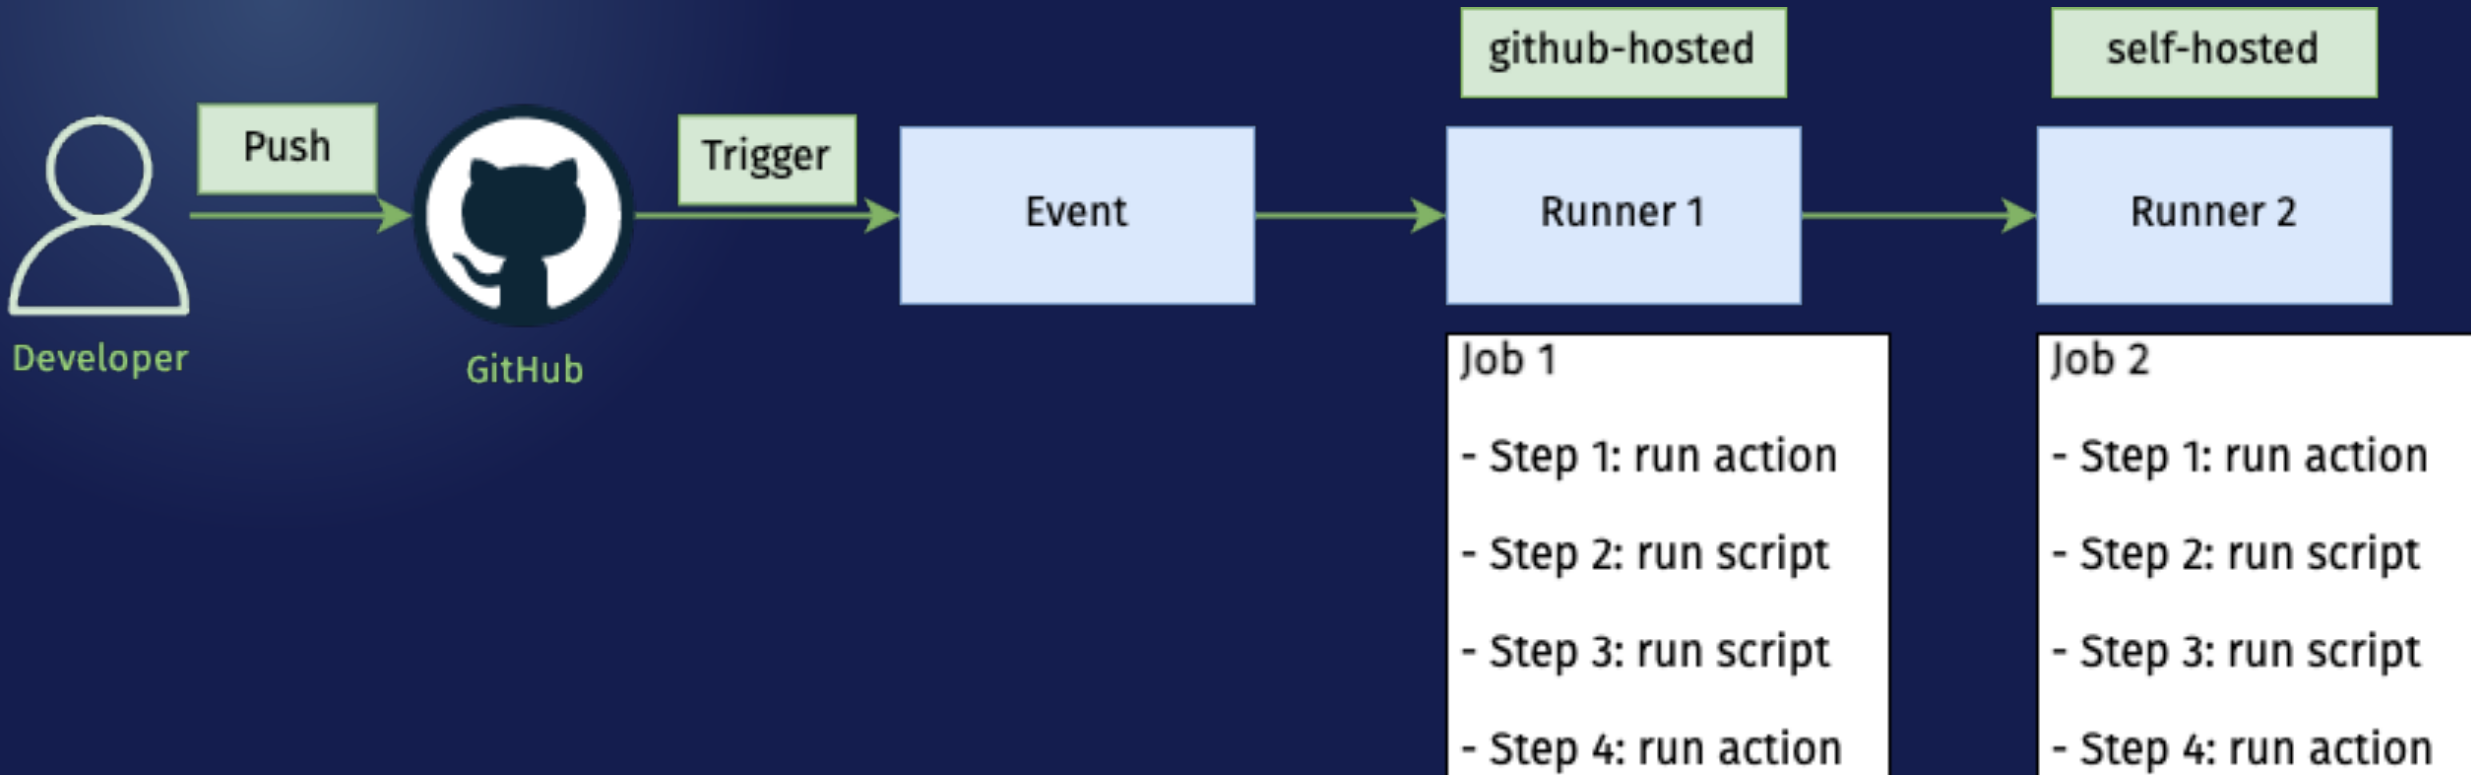 github-hosted
self-hosted
Push
Trigger
Event
Runner 1
Runner 2
Developer
GitHub
Job 1
- Step 1: run action
- Step 2: run script
- Step 3: run script
- Step 4: run action
Job 2
- Step 1: run action
- Step 2: run script
- Step 3: run script
- Step 4: run action